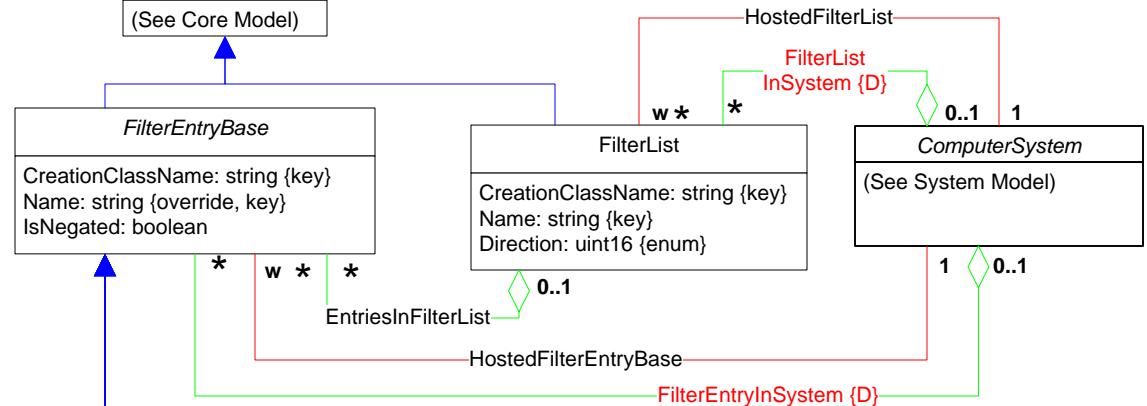 (See Core Model)
HostedFilterList
FilterList
InSystem {D}
w *
*
0..1
1
FilterEntryBase
CreationClassName: string {key}
Name: string {override, key}
IsNegated: boolean
FilterList
CreationClassName: string {key}
Name: string {key}
Direction: uint16 {enum}
ComputerSystem
(See System Model)
*
w *
*
0..1
1
0..1
EntriesInFilterList
HostedFilterEntryBase
FilterEntryInSystem {D}